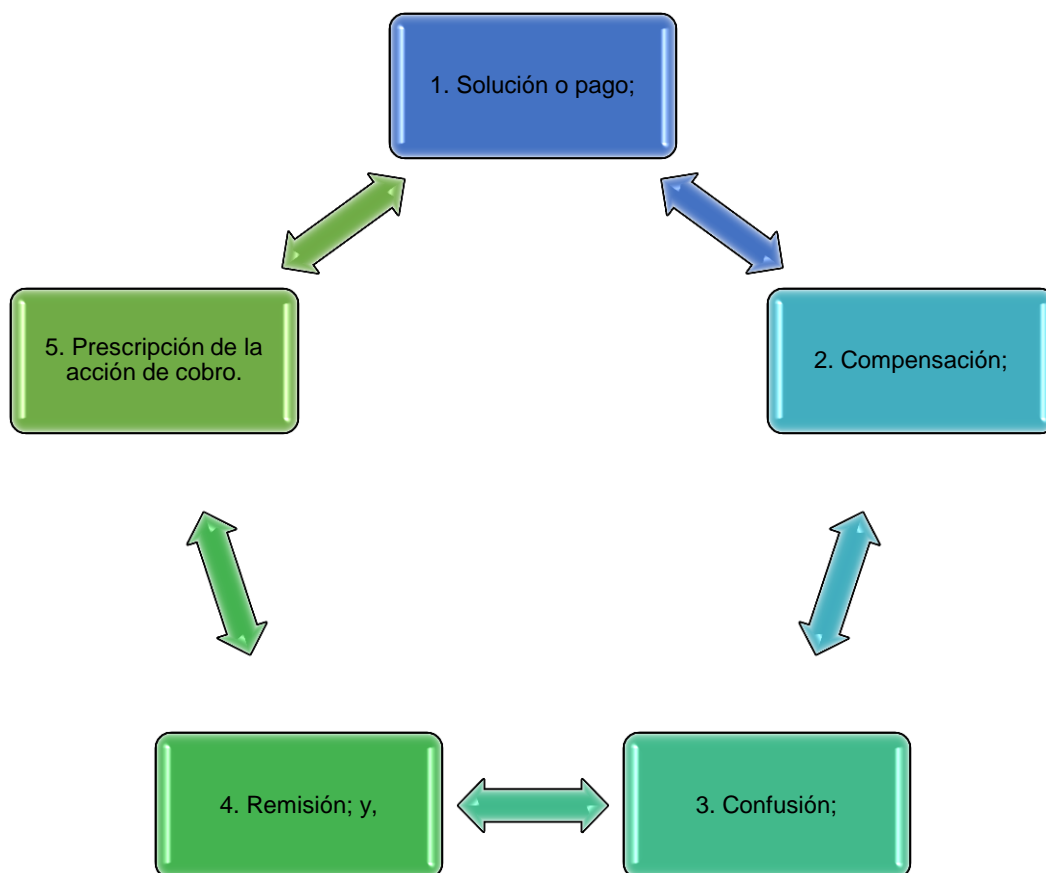 1. Solución o pago;
2. Compensación;
3. Confusión;
4. Remisión; y,
5. Prescripción de la
acción de cobro.